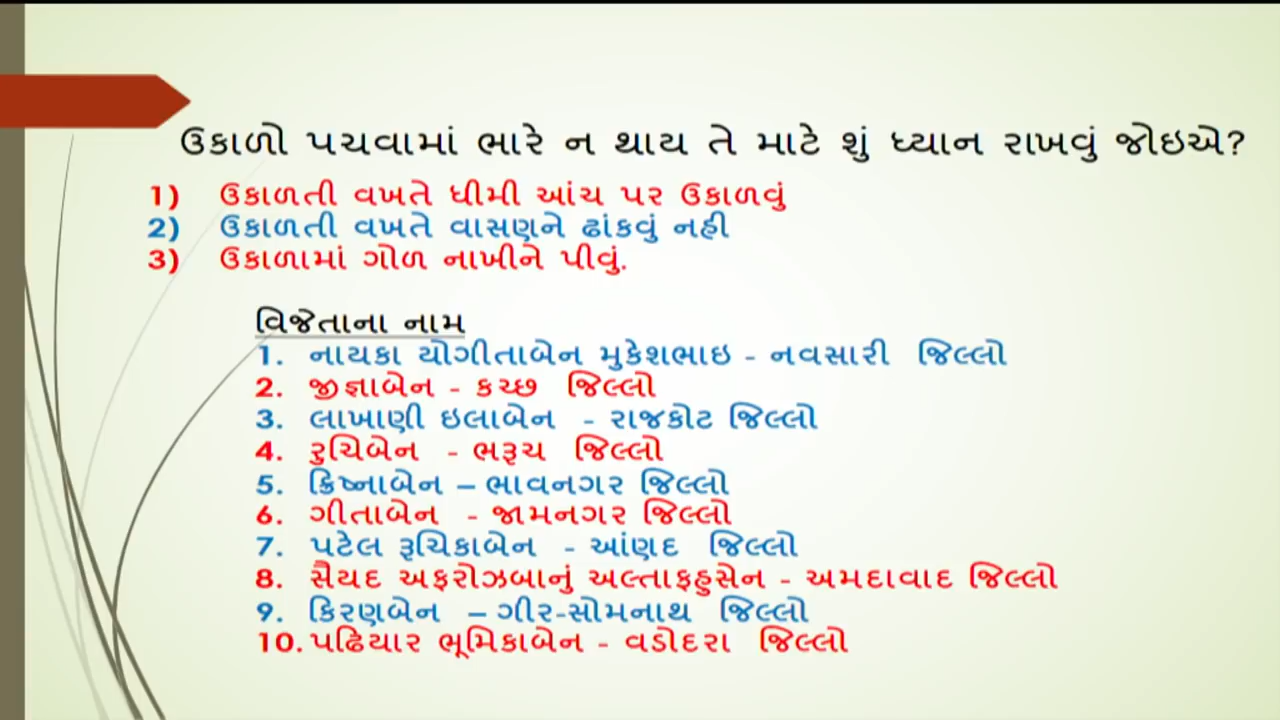 ઉકાળો પચવામાં ભારે ન થાય તે માટે શું ધ્યાન રાખવું જોઇએ?
1) ઉકાળતી વખતે ધીમી આંચ પર ઉકાળવું
2) ઉકાળતી વખતે વાસણને ઢાંકવું નહી
3) ઉકાળામાં ગોળ નાખીને પીવું.
વિજેતાના નામ
1. નાયકા યોગીતાબેન મુકેશભાઇ - નવસારી જિલ્લો
2. જીજ્ઞાબેન - કચ્છ જિલ્લો
3. લાખાણી ઇલાબેન - રાજકોટ જિલ્લો
4. રુચિબેન - ભરૂચ જિલ્લો
5. ક્રિષ્નાબેન – ભાવનગર જિલ્લો
6. ગીતાબેન - જામનગર જિલ્લો
7. પટેલ રૂચિકાબેન - આંણદ જિલ્લો
8. સૈયદ અફરોઝબાનું અલ્તાફહુસેન - અમદાવાદ જિલ્લો
9. કિરણબેન – ગીર-સોમનાથ જિલ્લો
10. પઢિયાર ભૂમિકાબેન - વડોદરા જિલ્લો